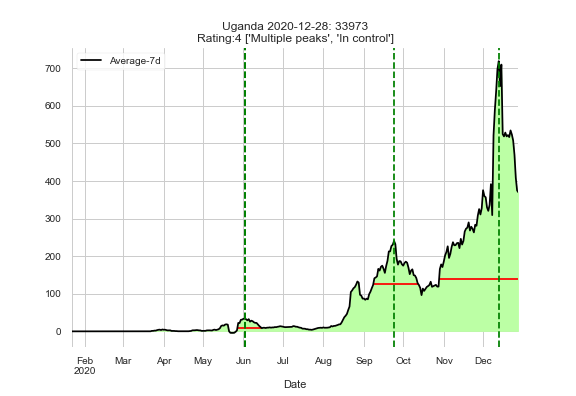 Uganda 2020-12-28: 33973
Rating:4 ['Multiple peaks', 'In control']
Average-7d
700
600
500
400
300
200
100
0
Feb Mar Apr May Jun Jul Aug Sep Oct Nov Dec
2020
Date